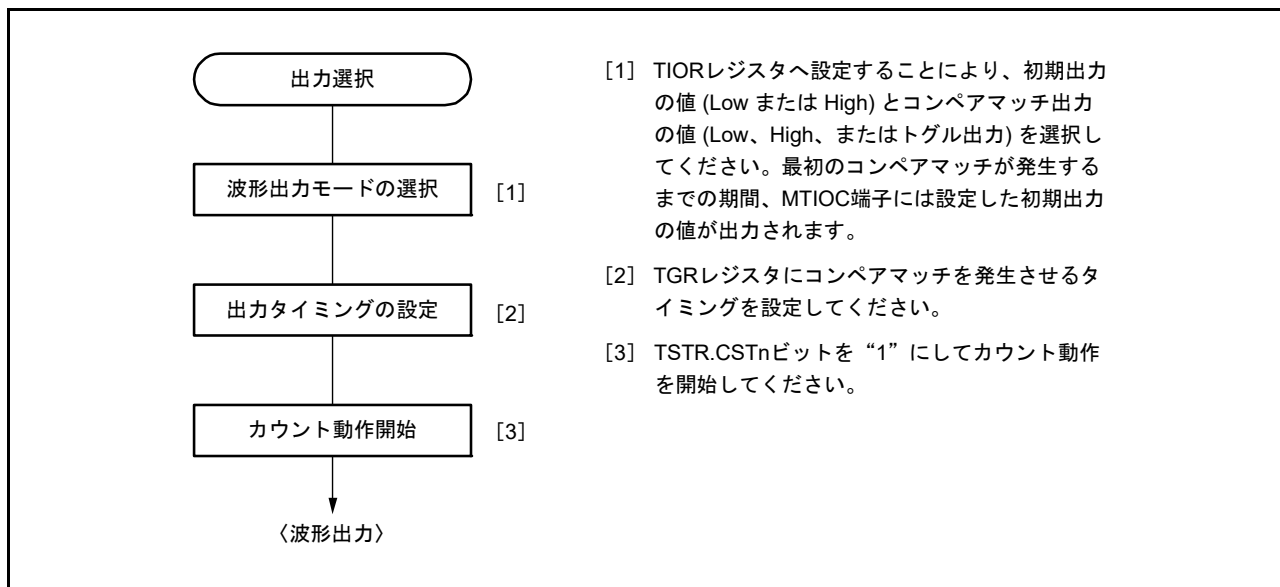 出力選択
波形出力モードの選択 [1]
出力タイミングの設定 [2]
カウント動作開始 [3]
〈波形出力〉
[1] TIORレジスタへ設定することにより、初期出力
の値 (Low または High) とコンペアマッチ出力
の値 (Low、High、またはトグル出力) を選択し
てください。最初のコンペアマッチが発生する
までの期間、MTIOC端子には設定した初期出力
の値が出力されます。
[2] TGRレジスタにコンペアマッチを発生させるタ
イミングを設定してください。
[3] TSTR.CSTnビットを“1”にしてカウント動作
を開始してください。